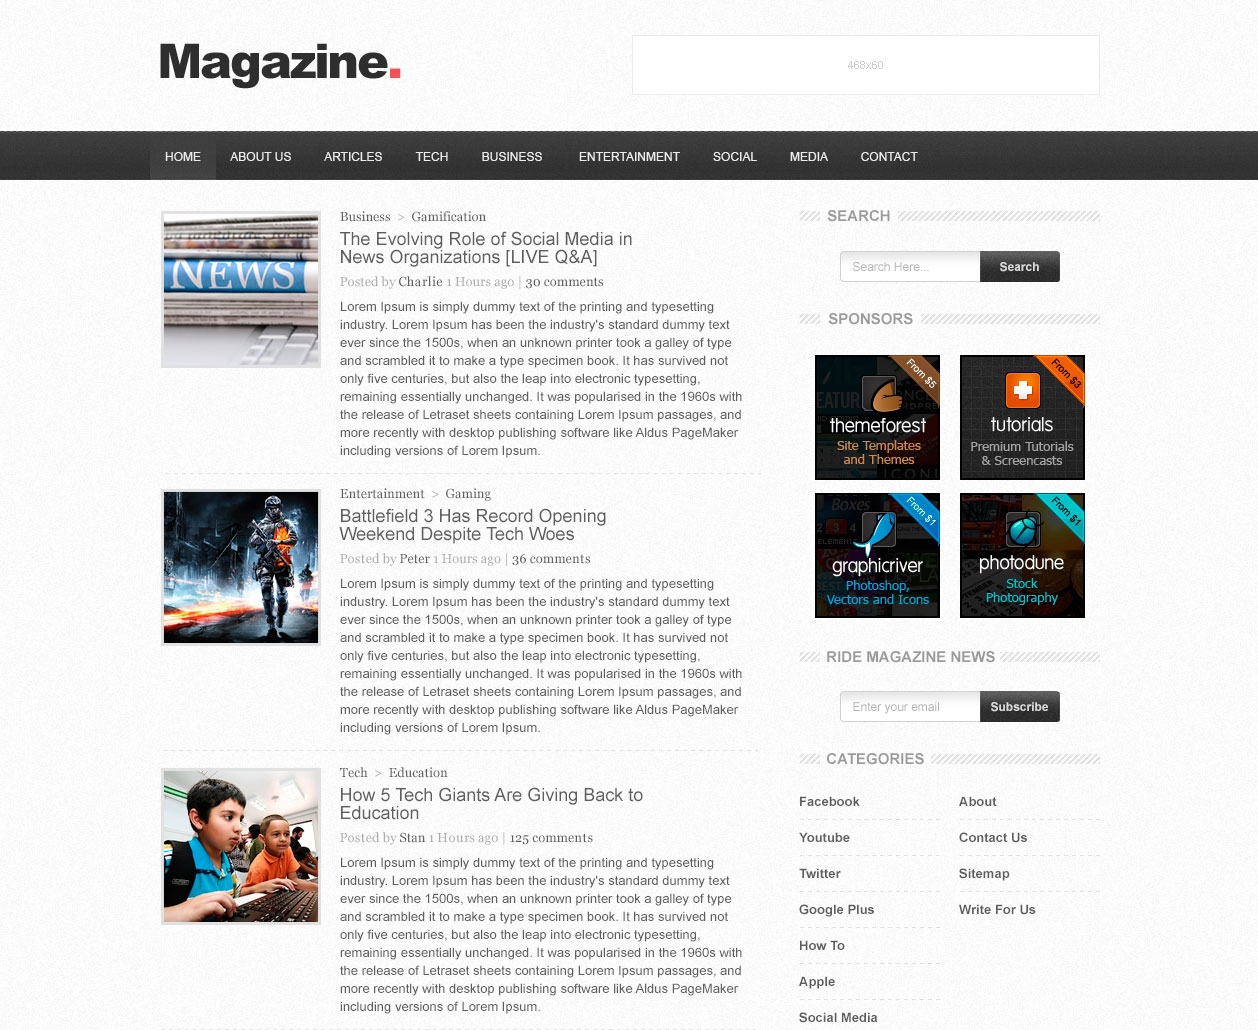 Magazine.
468x60
HOME ABOUT US ARTICLES TECH BUSINESS ENTERTAINMENT SOCIAL MEDIA CONTACT
NEWS
Business > Gamification
The Evolving Role of Social Media in
News Organizations [LIVE Q&A]
Posted by Charlie 1 Hours ago | 30 comments
Lorem Ipsum is simply dummy text of the printing and typesetting
industry. Lorem Ipsum has been the industry's standard dummy text
ever since the 1500s, when an unknown printer took a galley of type
and scrambled it to make a type specimen book. It has survived not
only five centuries, but also the leap into electronic typesetting,
remaining essentially unchanged. It was popularised in the 1960s with
the release of Letraset sheets containing Lorem Ipsum passages, and
more recently with desktop publishing software like Aldus PageMaker
including versions of Lorem Ipsum.
Entertainment > Gaming
Battlefield 3 Has Record Opening
Weekend Despite Tech Woes
Posted by Peter 1 Hours ago | 36 comments
Lorem Ipsum is simply dummy text of the printing and typesetting
industry. Lorem Ipsum has been the industry's standard dummy text
ever since the 1500s, when an unknown printer took a galley of type
and scrambled it to make a type specimen book. It has survived not
only five centuries, but also the leap into electronic typesetting,
remaining essentially unchanged. It was popularised in the 1960s with
the release of Letraset sheets containing Lorem Ipsum passages, and
more recently with desktop publishing software like Aldus PageMaker
including versions of Lorem Ipsum.
Tech > Education
How 5 Tech Giants Are Giving Back to
Education
Posted by Stan 1 Hours ago | 125 comments
Lorem Ipsum is simply dummy text of the printing and typesetting
industry. Lorem Ipsum has been the industry's standard dummy text
ever since the 1500s, when an unknown printer took a galley of type
and scrambled it to make a type specimen book. It has survived not
only five centuries, but also the leap into electronic typesetting,
remaining essentially unchanged. It was popularised in the 1960s with
the release of Letraset sheets containing Lorem Ipsum passages, and
more recently with desktop publishing software like Aldus PageMaker
including versions of Lorem Ipsum.
SEARCH
Search Here... Search
SPONSORS
From $5
themeforest
Site Templates
and Themes
From $3
tutorials
Premium Tutorials
& Screencasts
From $1
Boxes
graphicriver
Photoshop,
Vectors and Icons
From $1
photodune
Stock
Photography
RIDE MAGAZINE NEWS
Enter your email Subscribe
CATEGORIES
Facebook About
Youtube Contact Us
Twitter Sitemap
Google Plus Write For Us
How To
Apple
Social Media